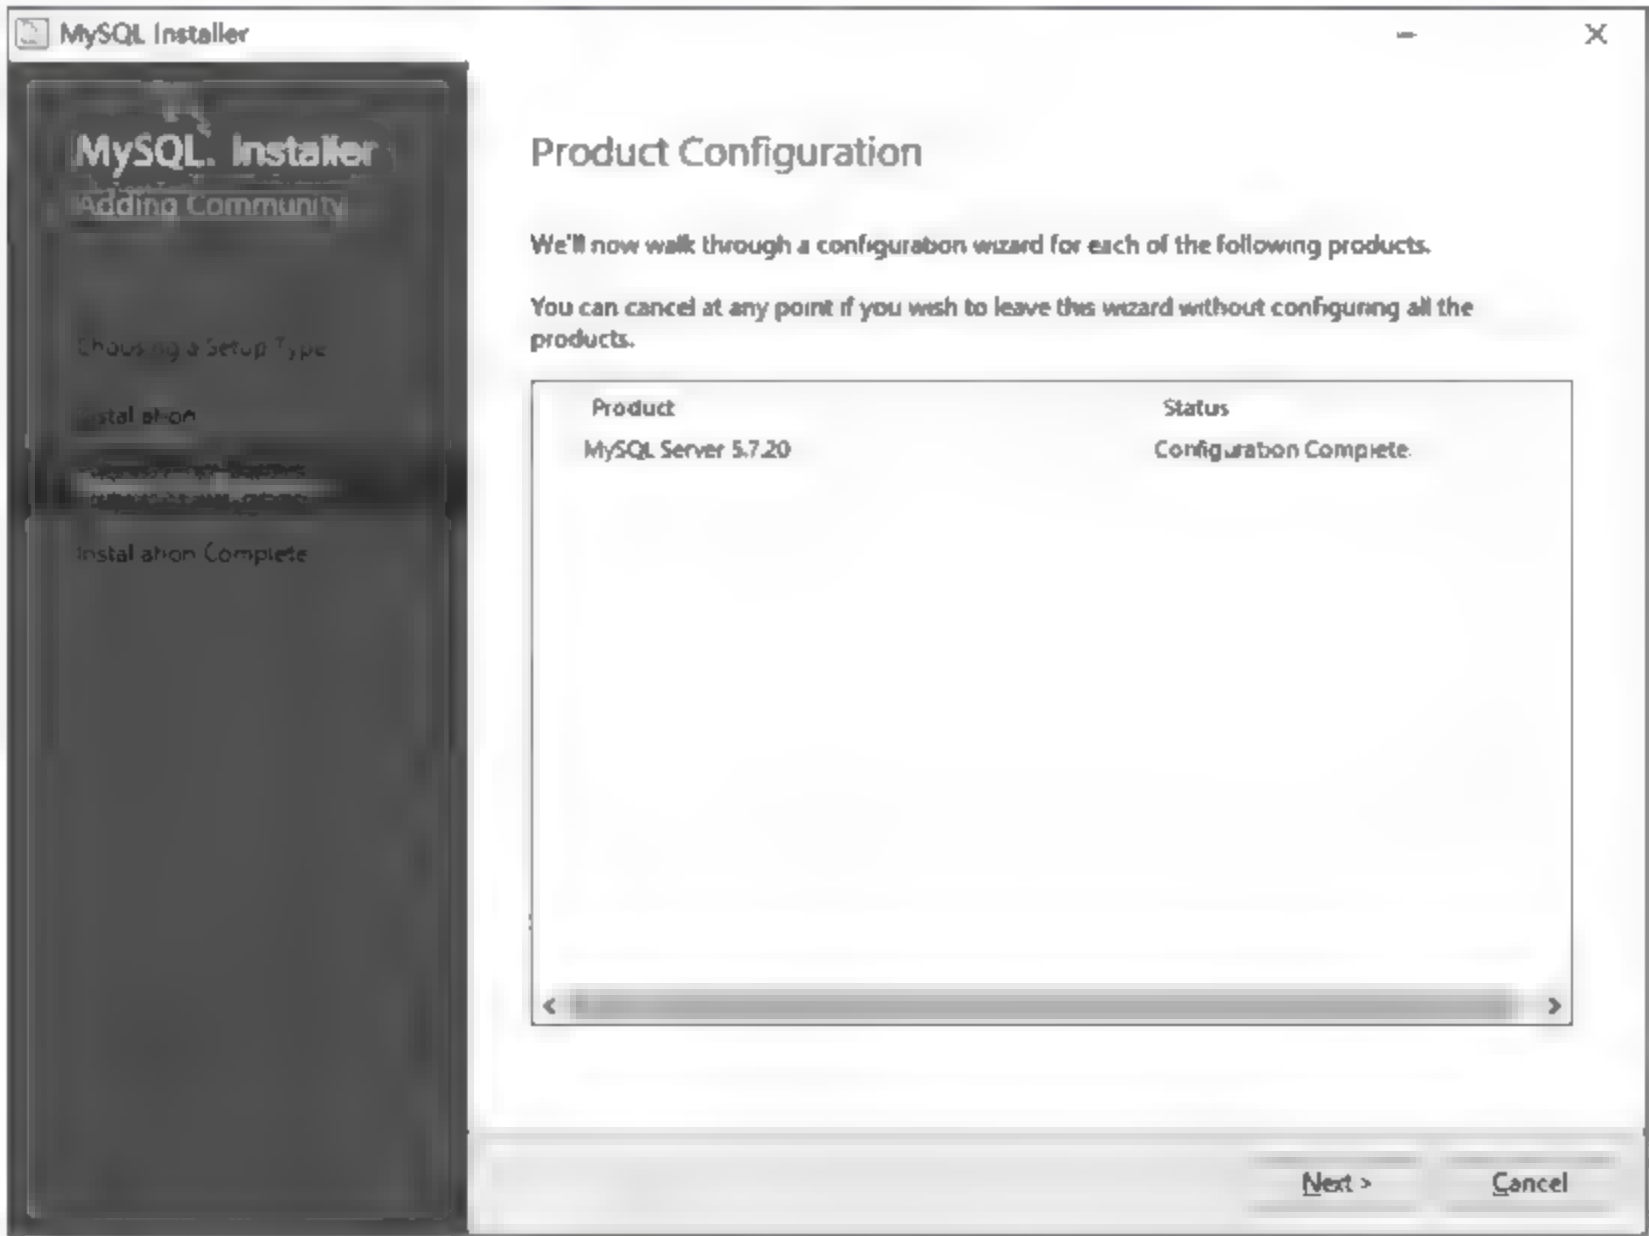 MySQL Installer
MySQL. Installer
Adding Community
Choosing a Setup Type
Installation
Installation Complete
Product Configuration
We'll now walk through a configuration wizard for each of the following products.
You can cancel at any point if you wish to leave this wizard without configuring all the
products.
Product Status
MySQL Server 5.7.20 Configuration Complete.
Next > Cancel